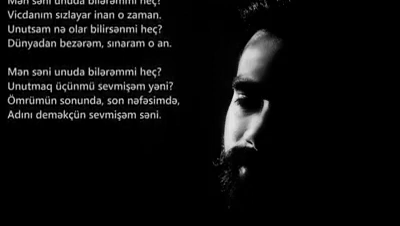 Mən səni unuda bilərəmmi heç?
Vicdanım sızlayar inan o zaman.
Unutsam nə olar bilirsənmi heç?
Dünyadan bezərəm, sınaram o an.
Mən səni unuda bilərəmmi heç?
Unutmaq üçünmü sevmişəm yəni?
Ömrümün sonunda, son nəfəsimdə,
Adını deməkçün sevmişəm səni.